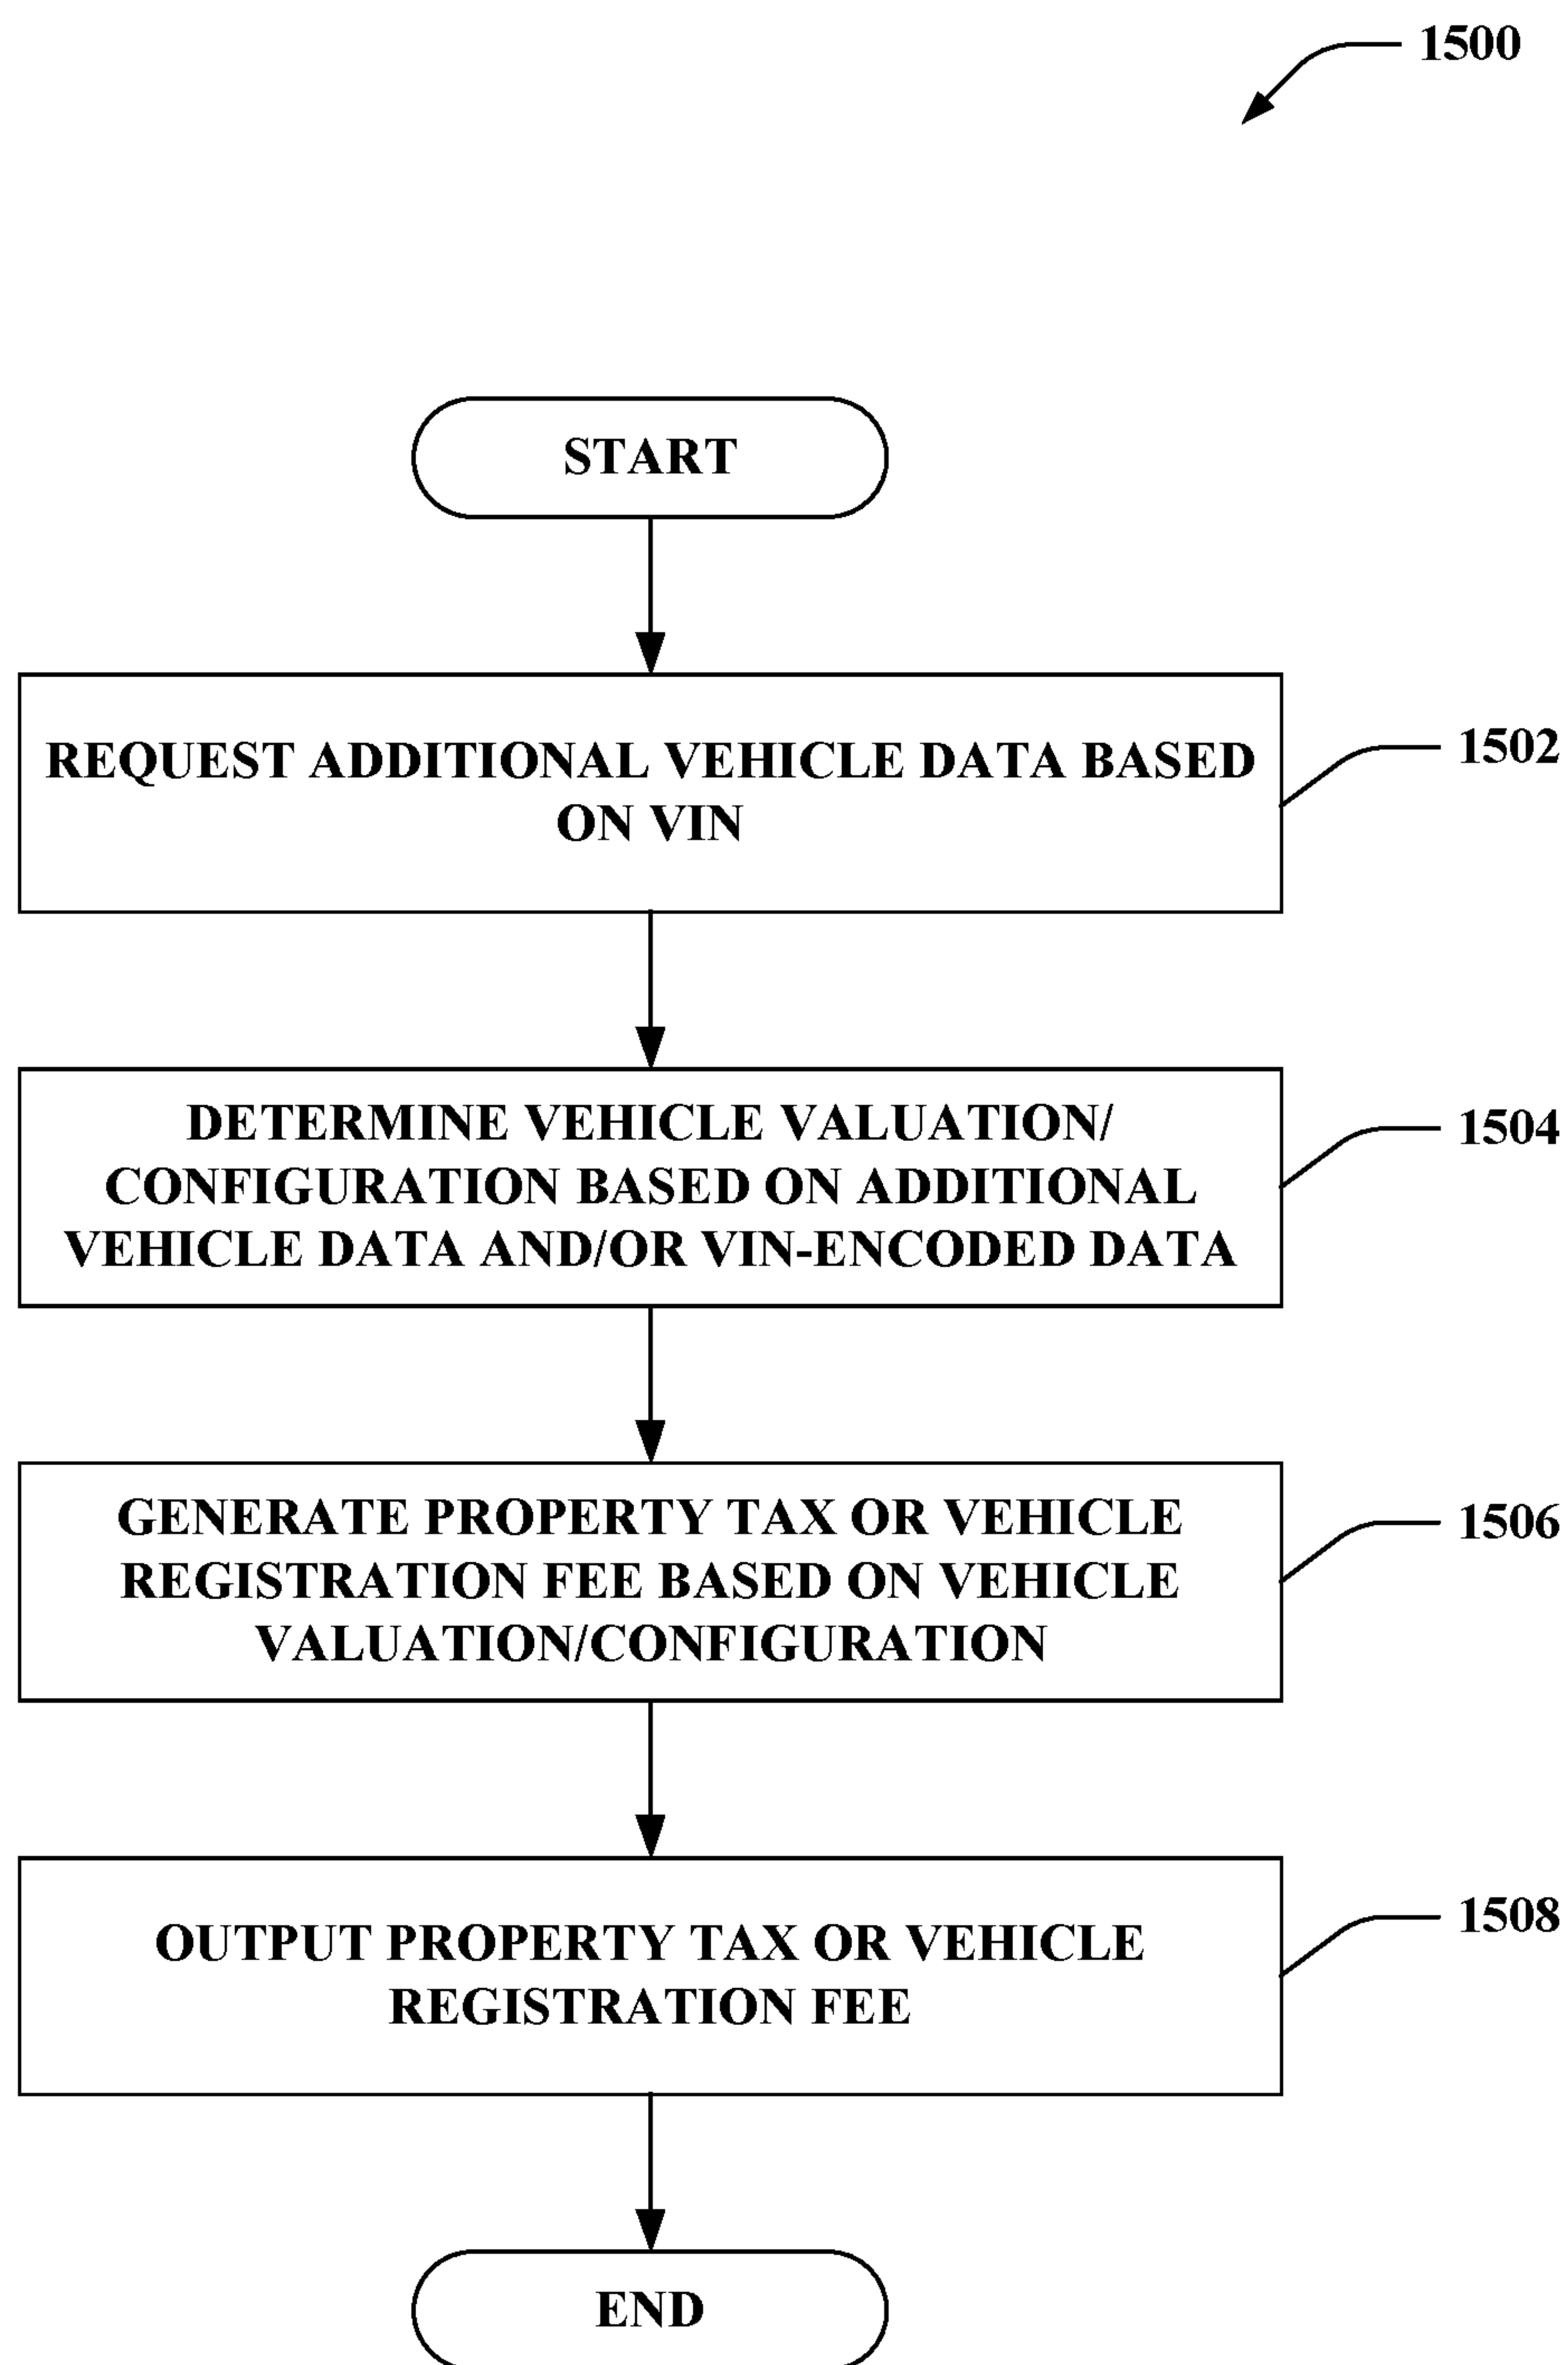 1500
START
REQUEST ADDITIONAL VEHICLE DATA BASED
ON VIN
1502
DETERMINE VEHICLE VALUATION/
CONFIGURATION BASED ON ADDITIONAL
VEHICLE DATA AND/OR VIN-ENCODED DATA
1504
GENERATE PROPERTY TAX OR VEHICLE
REGISTRATION FEE BASED ON VEHICLE
VALUATION/CONFIGURATION
1506
OUTPUT PROPERTY TAX OR VEHICLE
REGISTRATION FEE
1508
END